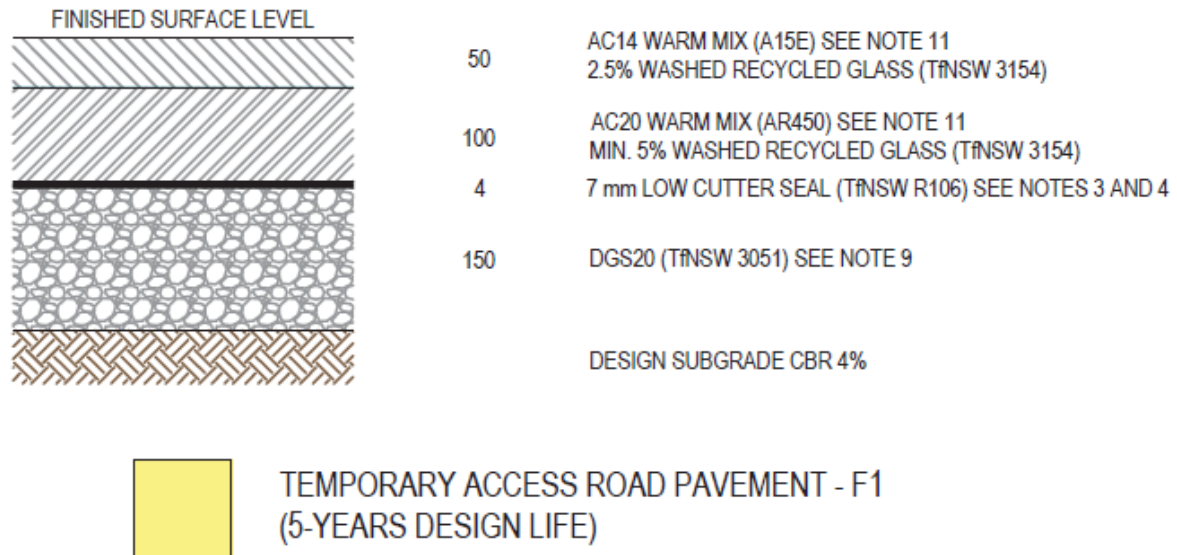 FINISHED SURFACE LEVEL
50
AC14 WARM MIX (A15E) SEE NOTE 11
2.5% WASHED RECYCLED GLASS (TfNSW 3154)
100
AC20 WARM MIX (AR450) SEE NOTE 11
MIN. 5% WASHED RECYCLED GLASS (TfNSW 3154)
4
7 mm LOW CUTTER SEAL (TfNSW R106) SEE NOTES 3 AND 4
150
DGS20 (TfNSW 3051) SEE NOTE 9
DESIGN SUBGRADE CBR 4%
TEMPORARY ACCESS ROAD PAVEMENT - F1
(5-YEARS DESIGN LIFE)